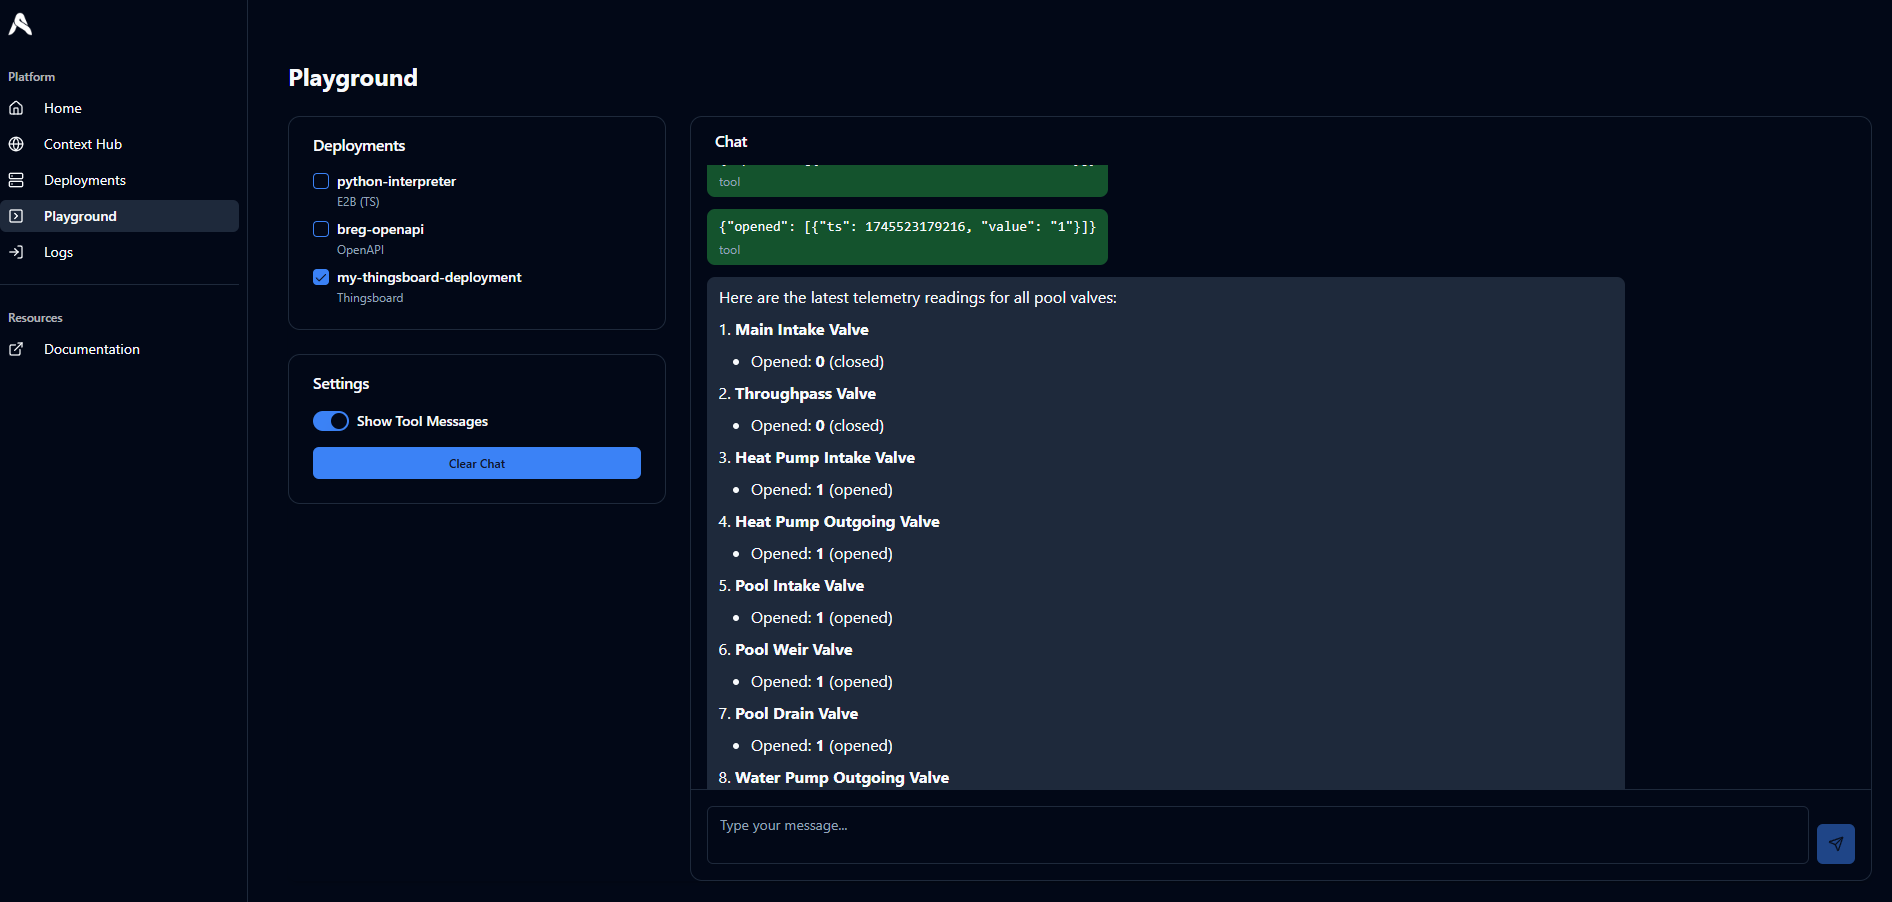 Platform
Home
Context Hub
Deployments
Playground
Logs
Resources
Documentation
Playground
Deployments
python-interpreter
E2B (TS)
breg-openapi
OpenAPI
my-thingsboard-deployment
Thingsboard
Settings
Show Tool Messages
Clear Chat
Chat
tool
{"opened": [{"ts": 1745523179216, "value": "1"}]}
tool
Here are the latest telemetry readings for all pool valves:
1. Main Intake Valve
• Opened: 0 (closed)
2. Throughpass Valve
• Opened: 0 (closed)
3. Heat Pump Intake Valve
• Opened: 1 (opened)
4. Heat Pump Outgoing Valve
• Opened: 1 (opened)
5. Pool Intake Valve
• Opened: 1 (opened)
6. Pool Weir Valve
• Opened: 1 (opened)
7. Pool Drain Valve
• Opened: 1 (opened)
8. Water Pump Outgoing Valve
Type your message...